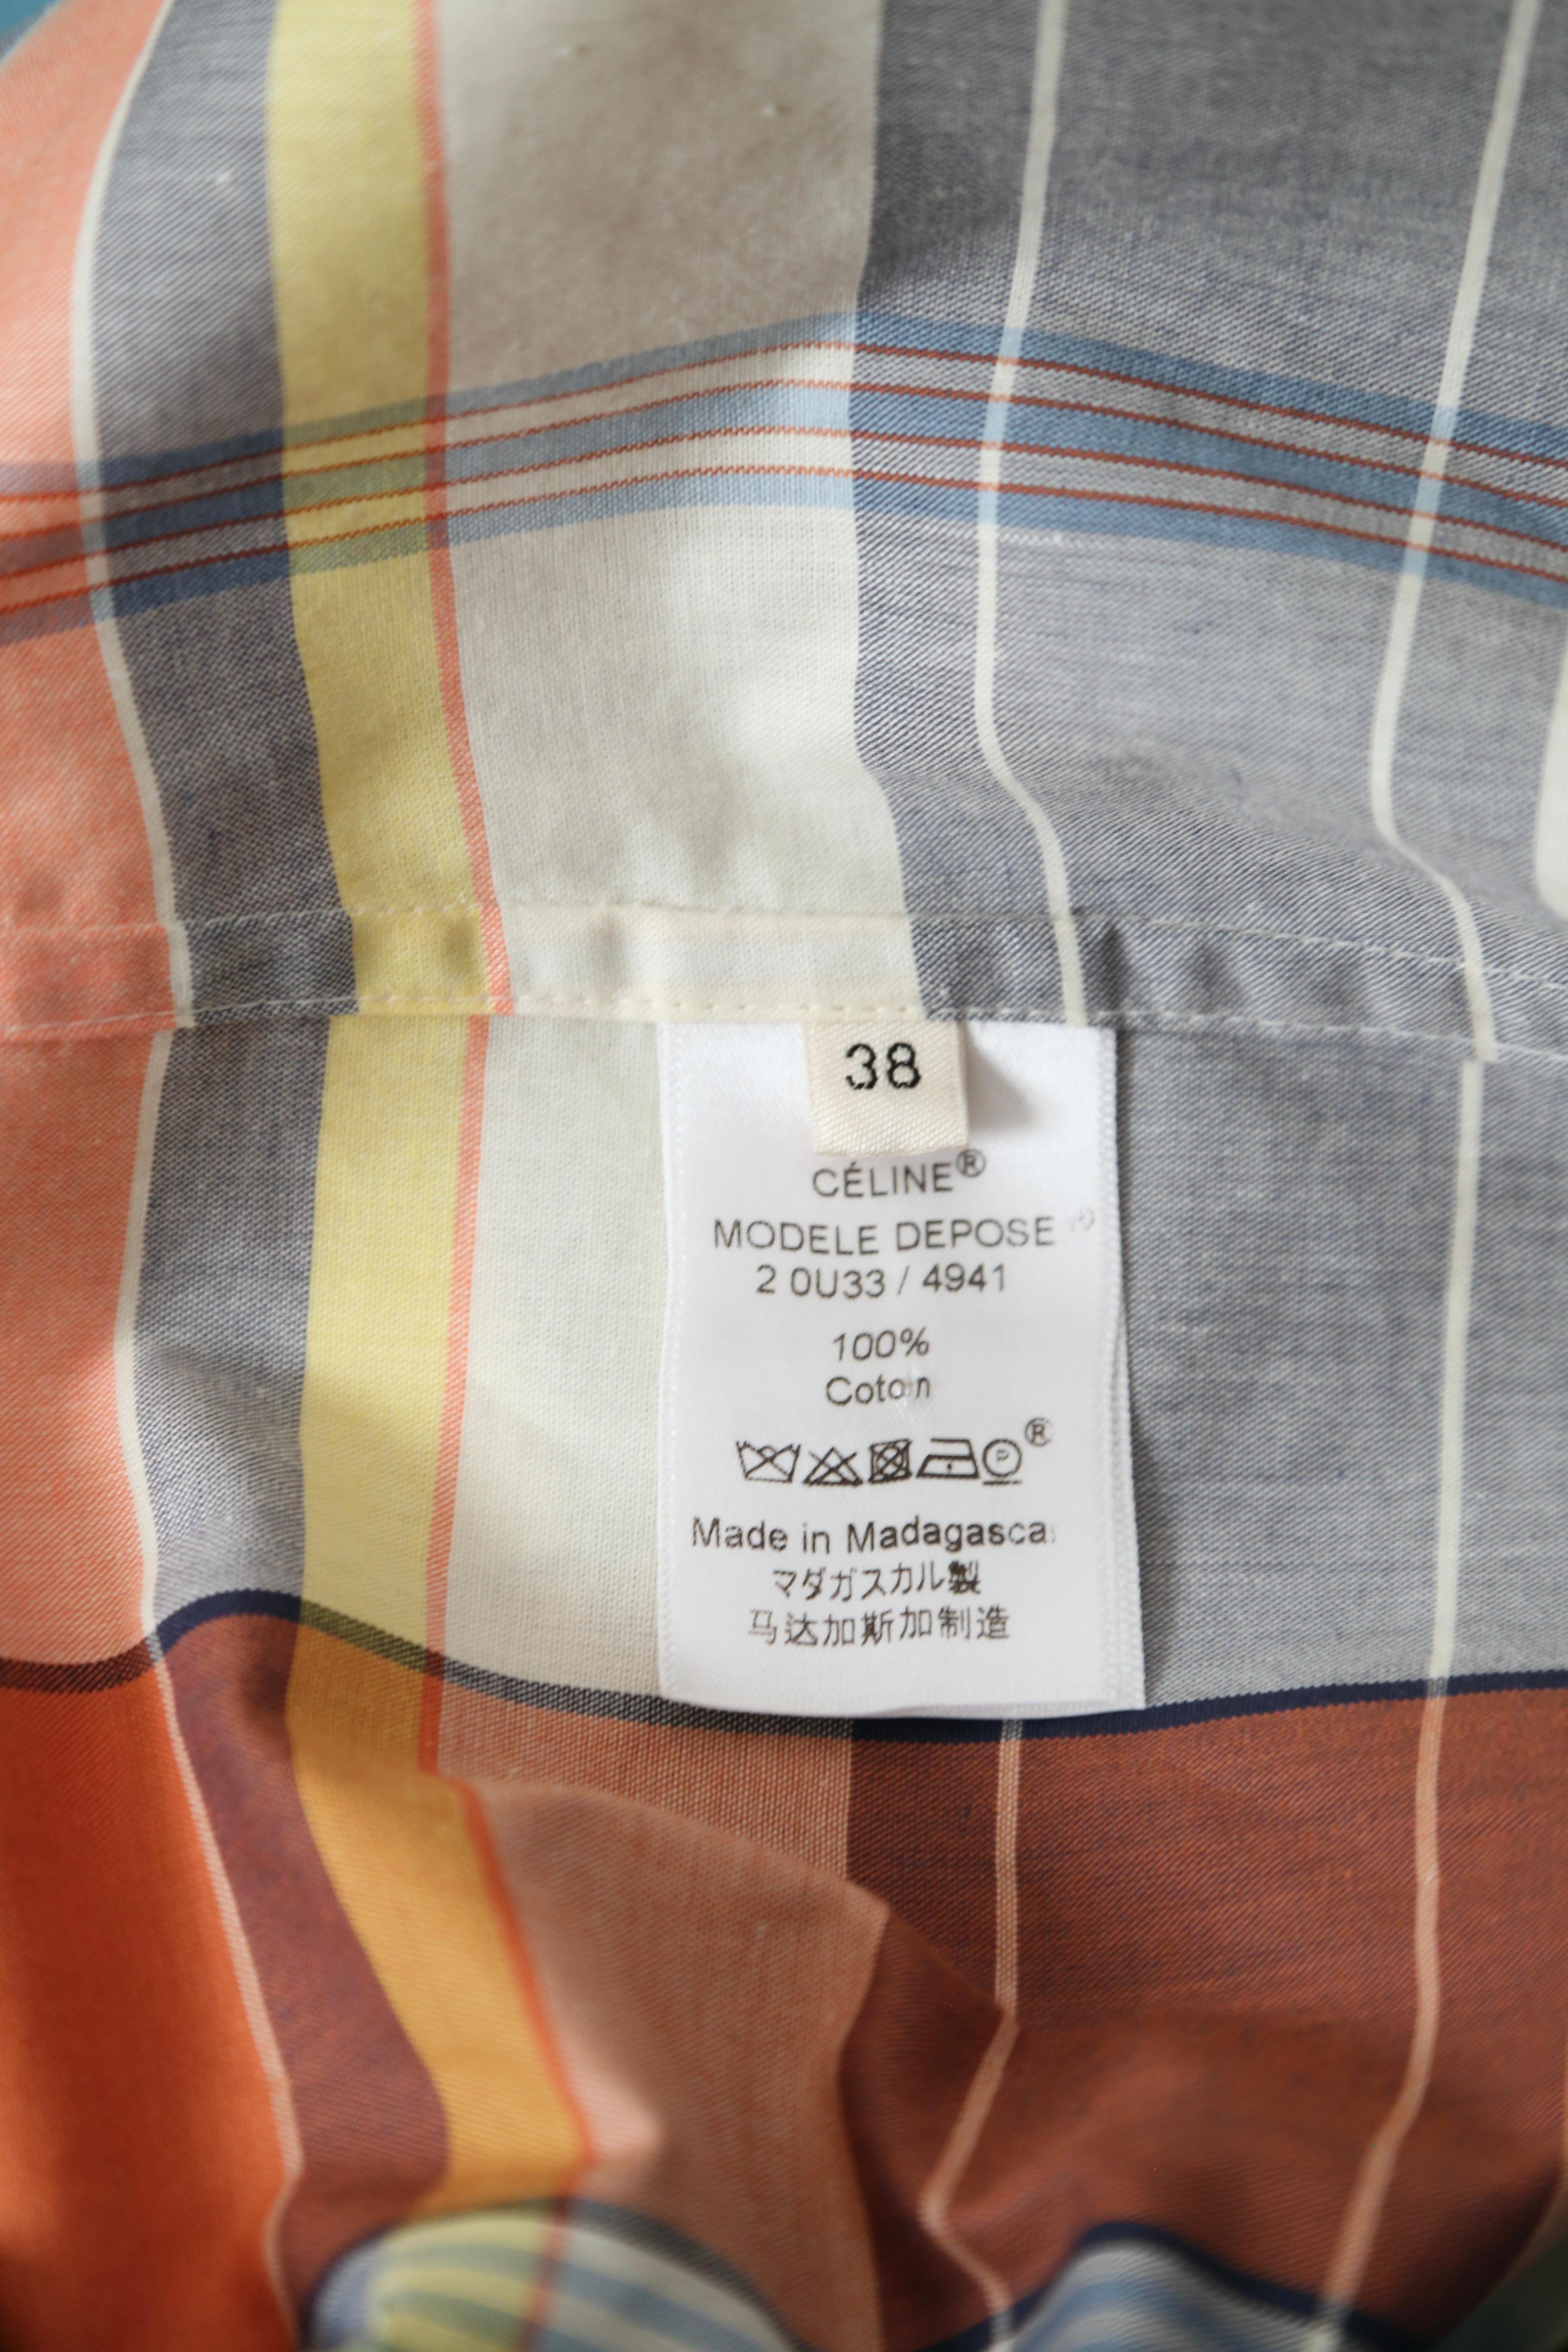 38
CÉLINE®
MODELE DEPOSE
2 0U33 / 4941
100%
Coton
P ®
Made in Madagasca
マダガスカル製
马达加斯加制造